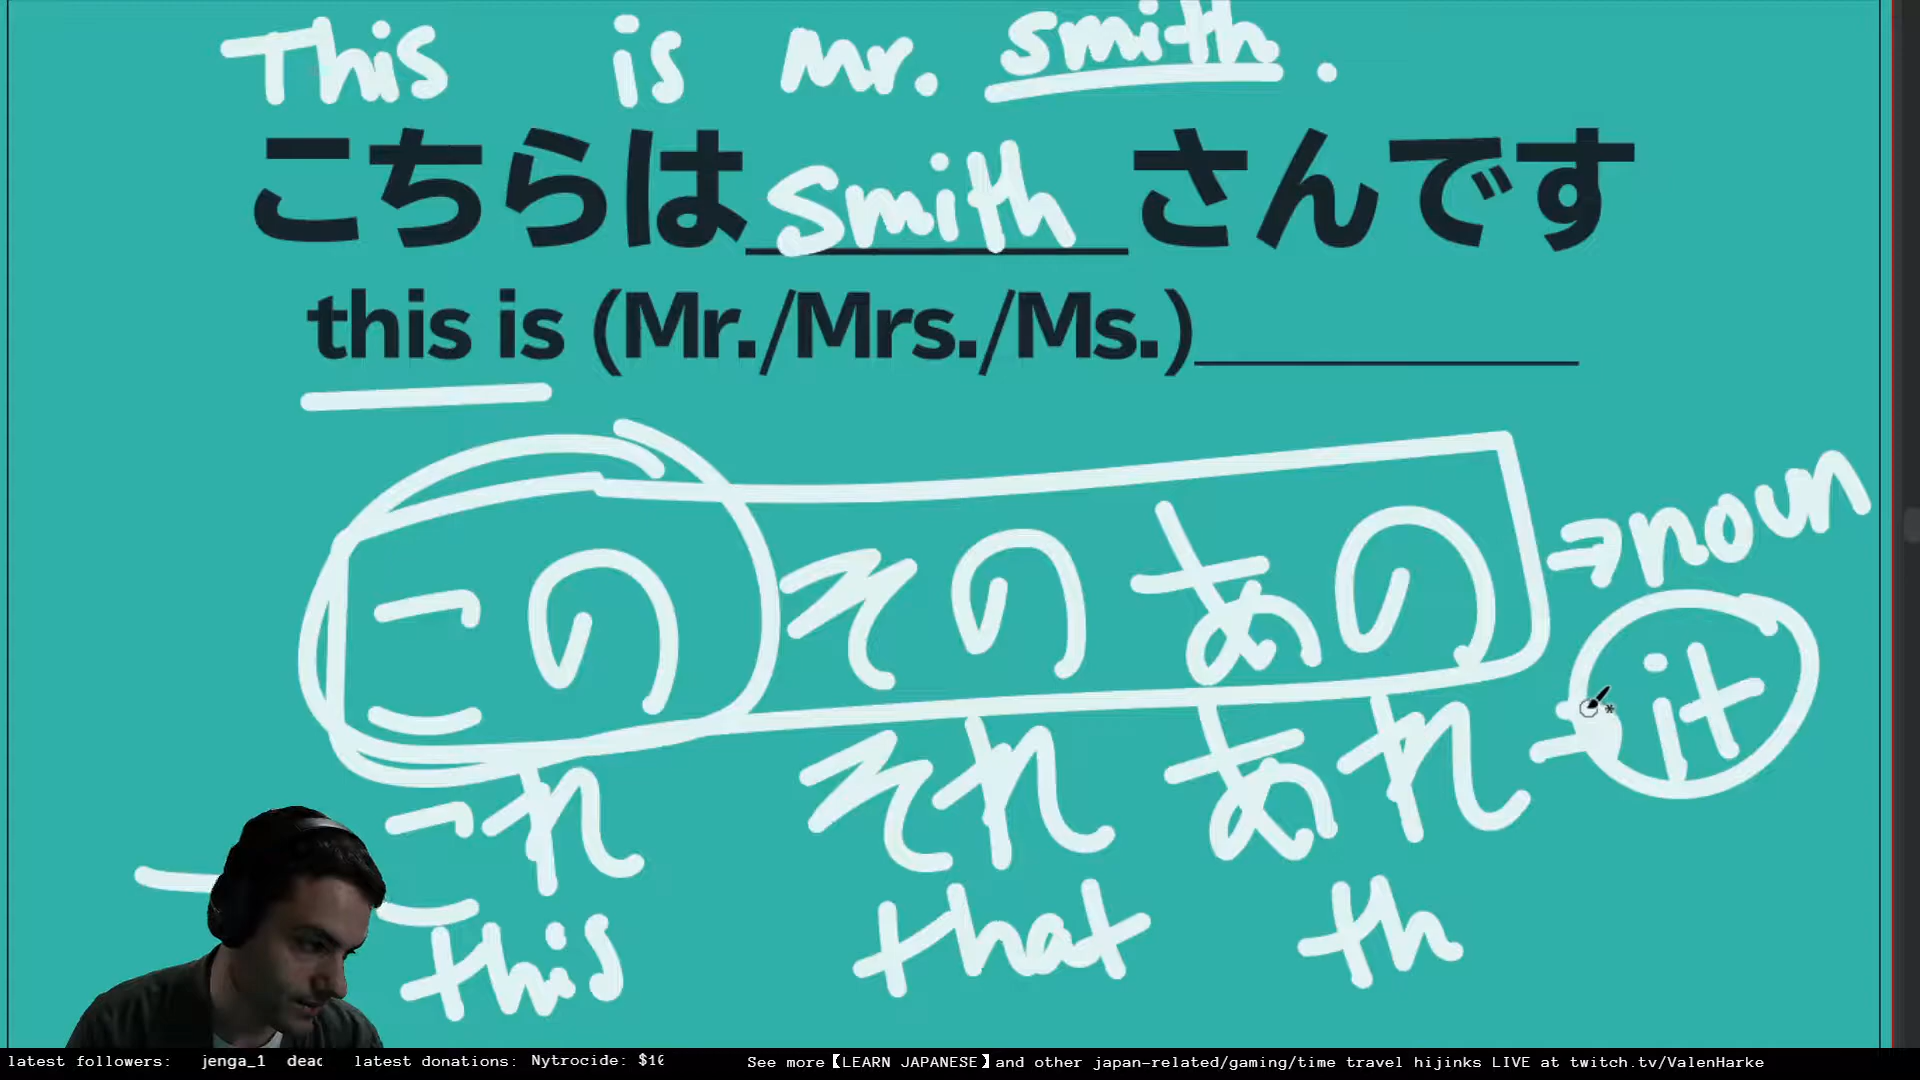 This is Mr. smith.
こちらは smith さんです
this is (Mr./Mrs./Ms.)
この その あの →noun
これ それ あれ → it
this that th
latest followers: jenga_1 deac latest donations: Nytrocide: $10 See more【LEARN JAPANESE】and other japan-related/gaming/time travel hijinks LIVE at twitch.tv/ValenHarke